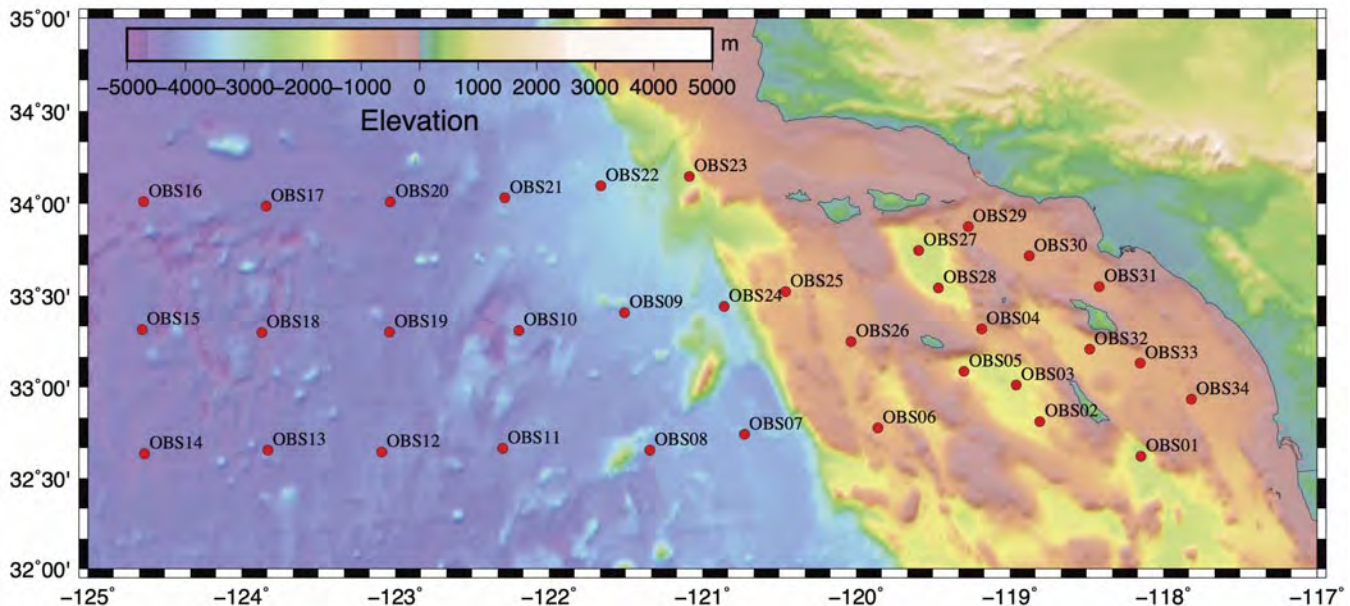 35°00'
m
−5000 −4000 −3000 −2000 −1000 0 1000 2000 3000 4000 5000
34°30'
Elevation
OBS23
OBS22
OBS16 OBS17 OBS20 OBS21
34°00'
OBS29
OBS27 OBS30
OBS28 OBS31
OBS25
33°30'
OBS24
OBS09
OBS15 OBS18 OBS19 OBS10
OBS04
OBS26
OBS32
OBS33
33°00'
OBS05
OBS03
OBS34
OBS02
OBS06
OBS07
OBS14 OBS13 OBS12 OBS11 OBS08
OBS01
32°30'
32°00'
−125° −124° −123° −122° −121° −120° −119° −118° −117°